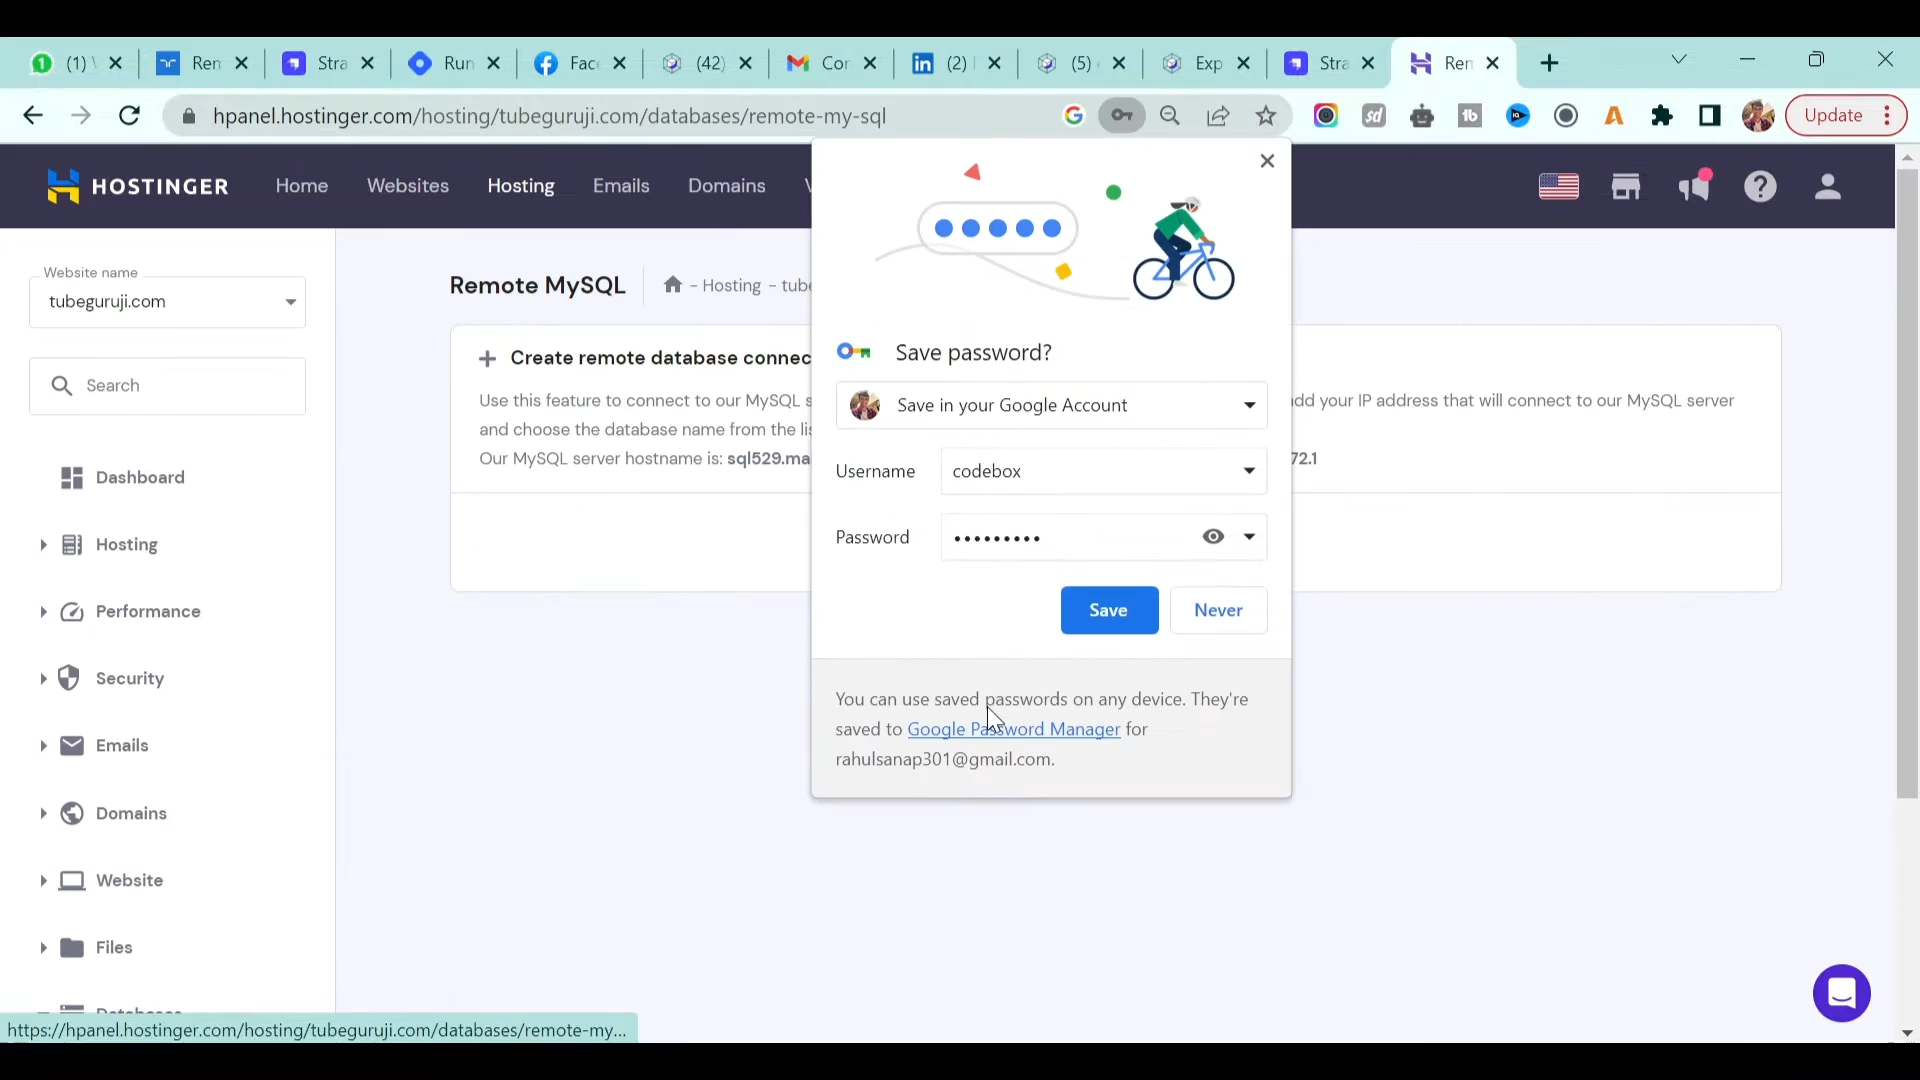 (1)
Ren
Stra
Run
Face
(42)
Con
(2)
(5)
Exp
Stra
Ren
hpanel.hostinger.com/hosting/tubeguruji.com/databases/remote-my-sql
Update
HOSTINGER
Home
Websites
Hosting
Emails
Domains
Website name
tubeguruji.com
Search
Dashboard
Hosting
Performance
Security
Emails
Domains
Website
Files
Databases
Remote MySQL
- Hosting - tube
Create remote database connec
Use this feature to connect to our MySQL s
dd your IP address that will connect to our MySQL server
and choose the database name from the lis
Our MySQL server hostname is: sql529.ma
72.1
Save password?
Save in your Google Account
Username
codebox
Password
Save
Never
You can use saved passwords on any device. They're
saved to Google Password Manager for
rahulsanap301@gmail.com.
https://hpanel.hostinger.com/hosting/tubeguruji.com/databases/remote-my...